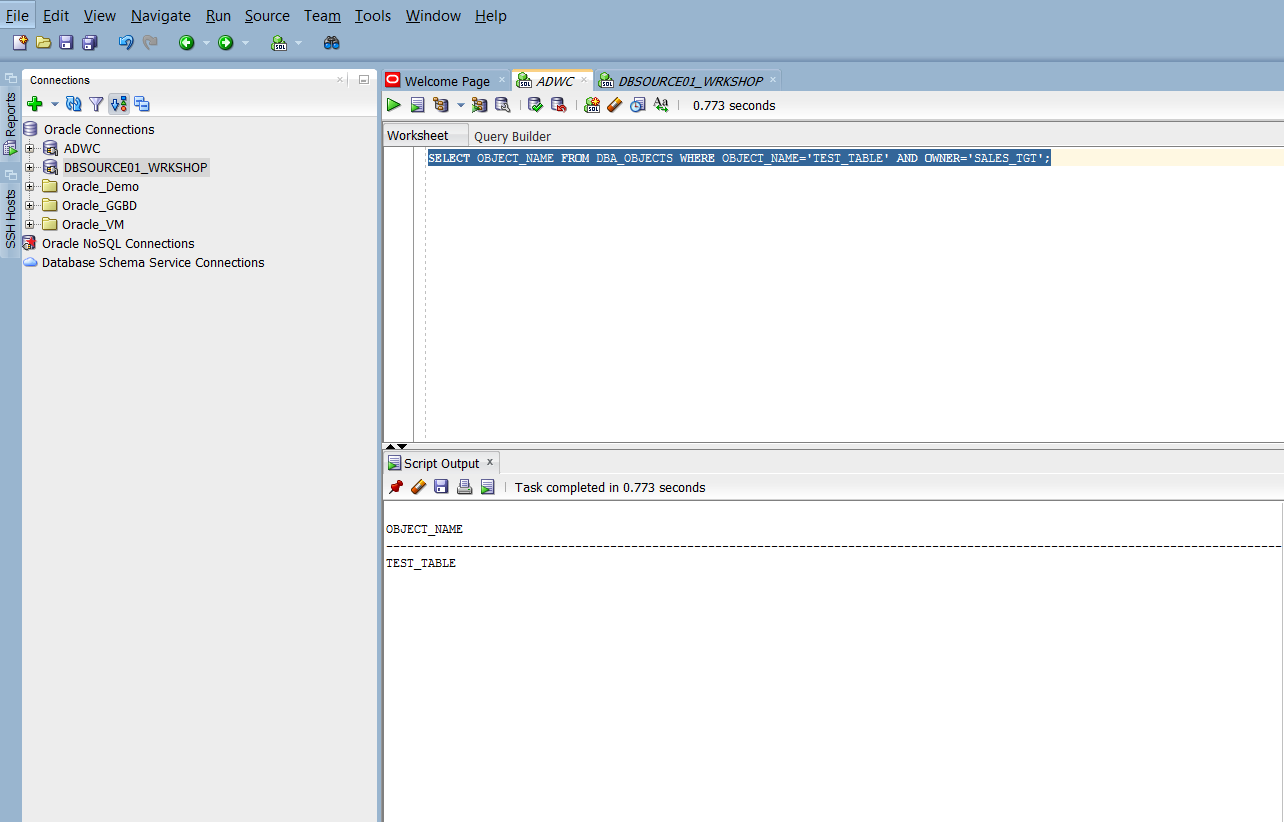 File Edit View Navigate Run Source Team Tools Window Help
Reports
SSH Hosts
Connections
Oracle Connections
ADWC
DBSOURCE01_WRKSHOP
Oracle_Demo
Oracle_GGBD
Oracle_VM
Oracle NoSQL Connections
Database Schema Service Connections
Welcome Page ADWC DBSOURCE01_WRKSHOP
0.773 seconds
Worksheet Query Builder
SELECT OBJECT_NAME FROM DBA_OBJECTS WHERE OBJECT_NAME='TEST_TABLE' AND OWNER='SALES_TGT';
Script Output
Task completed in 0.773 seconds
OBJECT_NAME
TEST_TABLE